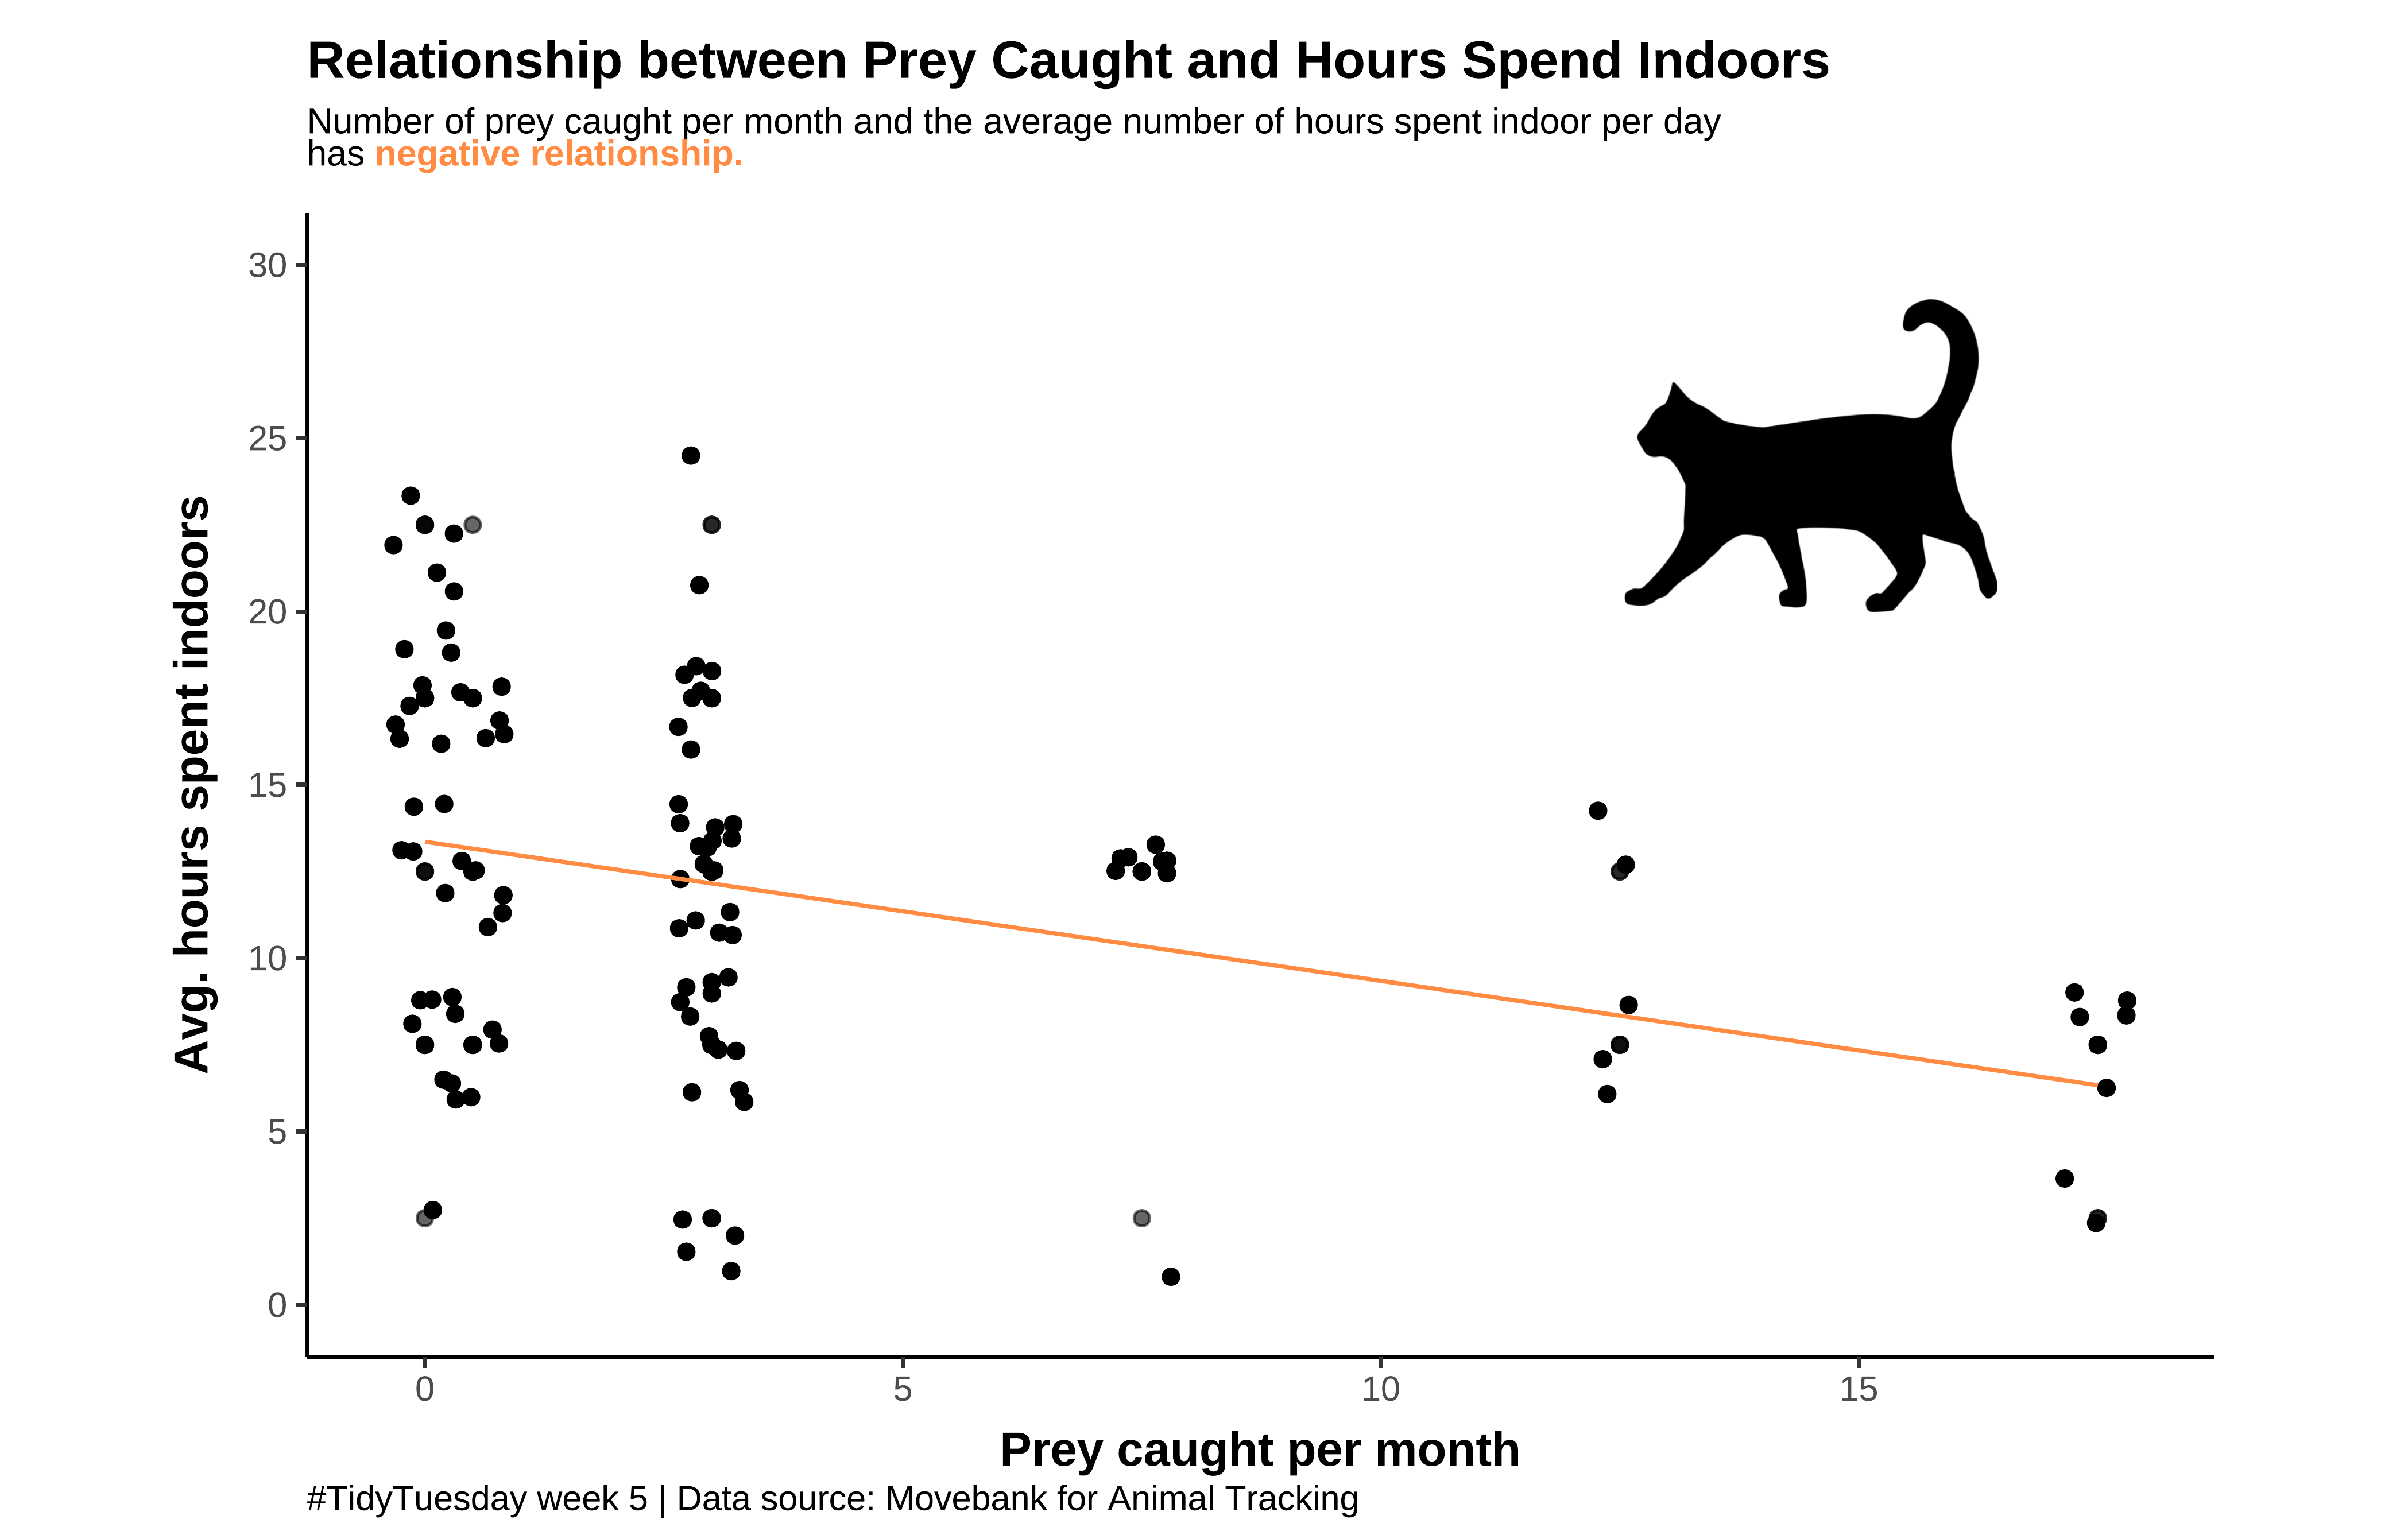 Relationship between Prey Caught and Hours Spend Indoors
Number of prey caught per month and the average number of hours spent indoor per day
has negative relationship.
30
25
20
15
10
5
0
Avg. hours spent indoors
0 5 10 15
Prey caught per month
#TidyTuesday week 5 | Data source: Movebank for Animal Tracking